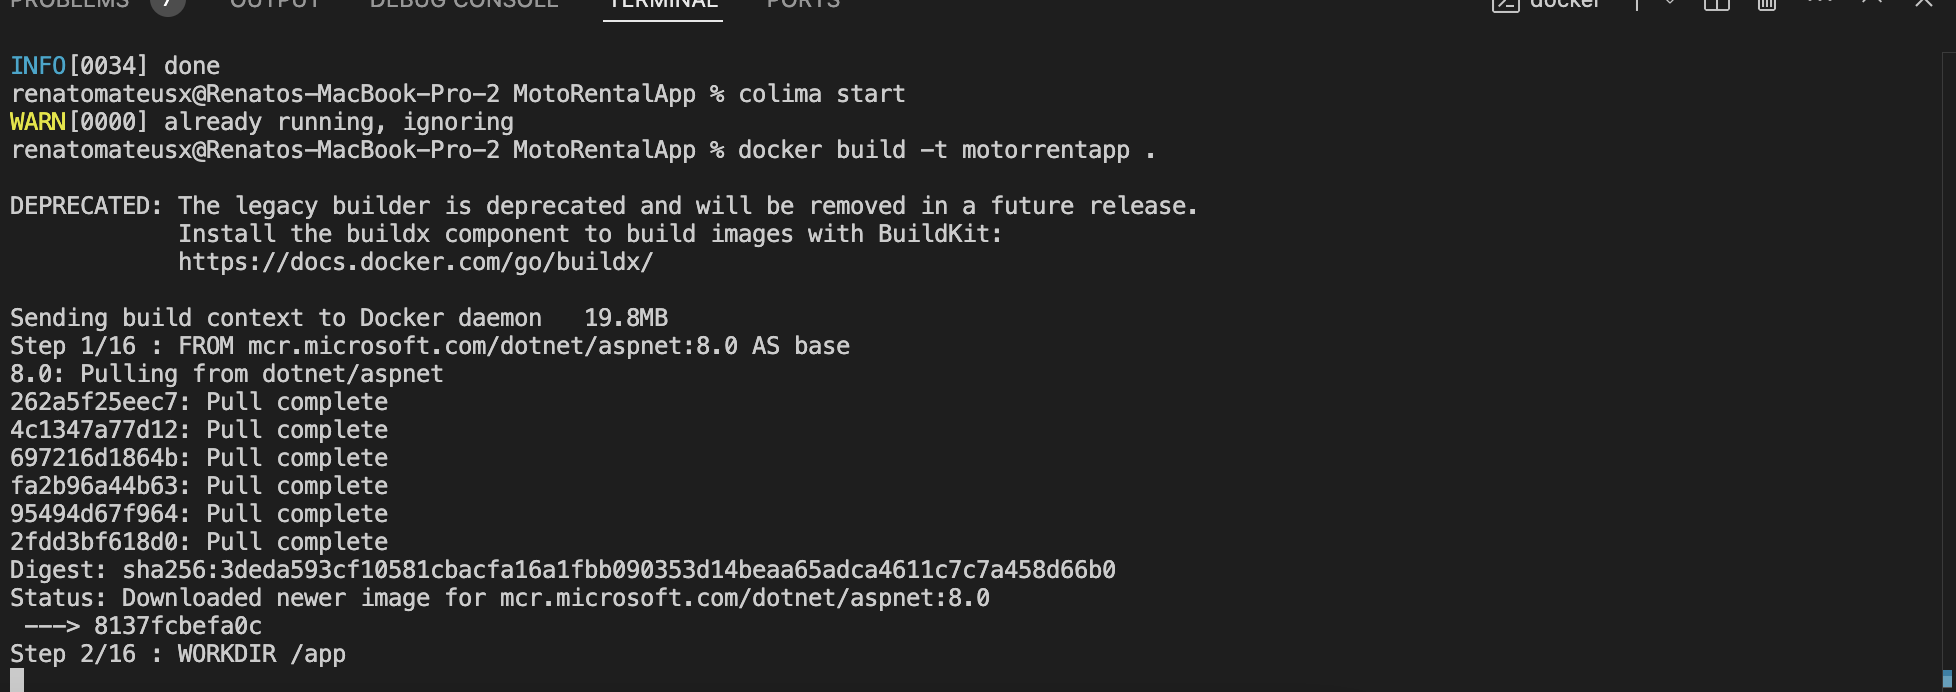 PROBLEMS 7 OUTPUT DEBUG CONSOLE TERMINAL PORTS docker
INFO[0034] done
renatomateusx@Renatos-MacBook-Pro-2 MotoRentalApp % colima start
WARN[0000] already running, ignoring
renatomateusx@Renatos-MacBook-Pro-2 MotoRentalApp % docker build -t motorrentapp .
DEPRECATED: The legacy builder is deprecated and will be removed in a future release.
Install the buildx component to build images with BuildKit:
https://docs.docker.com/go/buildx/
Sending build context to Docker daemon 19.8MB
Step 1/16 : FROM mcr.microsoft.com/dotnet/aspnet:8.0 AS base
8.0: Pulling from dotnet/aspnet
262a5f25eec7: Pull complete
4c1347a77d12: Pull complete
697216d1864b: Pull complete
fa2b96a44b63: Pull complete
95494d67f964: Pull complete
2fdd3bf618d0: Pull complete
Digest: sha256:3deda593cf10581cbacfa16a1fbb090353d14beaa65adca4611c7c7a458d66b0
Status: Downloaded newer image for mcr.microsoft.com/dotnet/aspnet:8.0
---> 8137fcbefa0c
Step 2/16 : WORKDIR /app